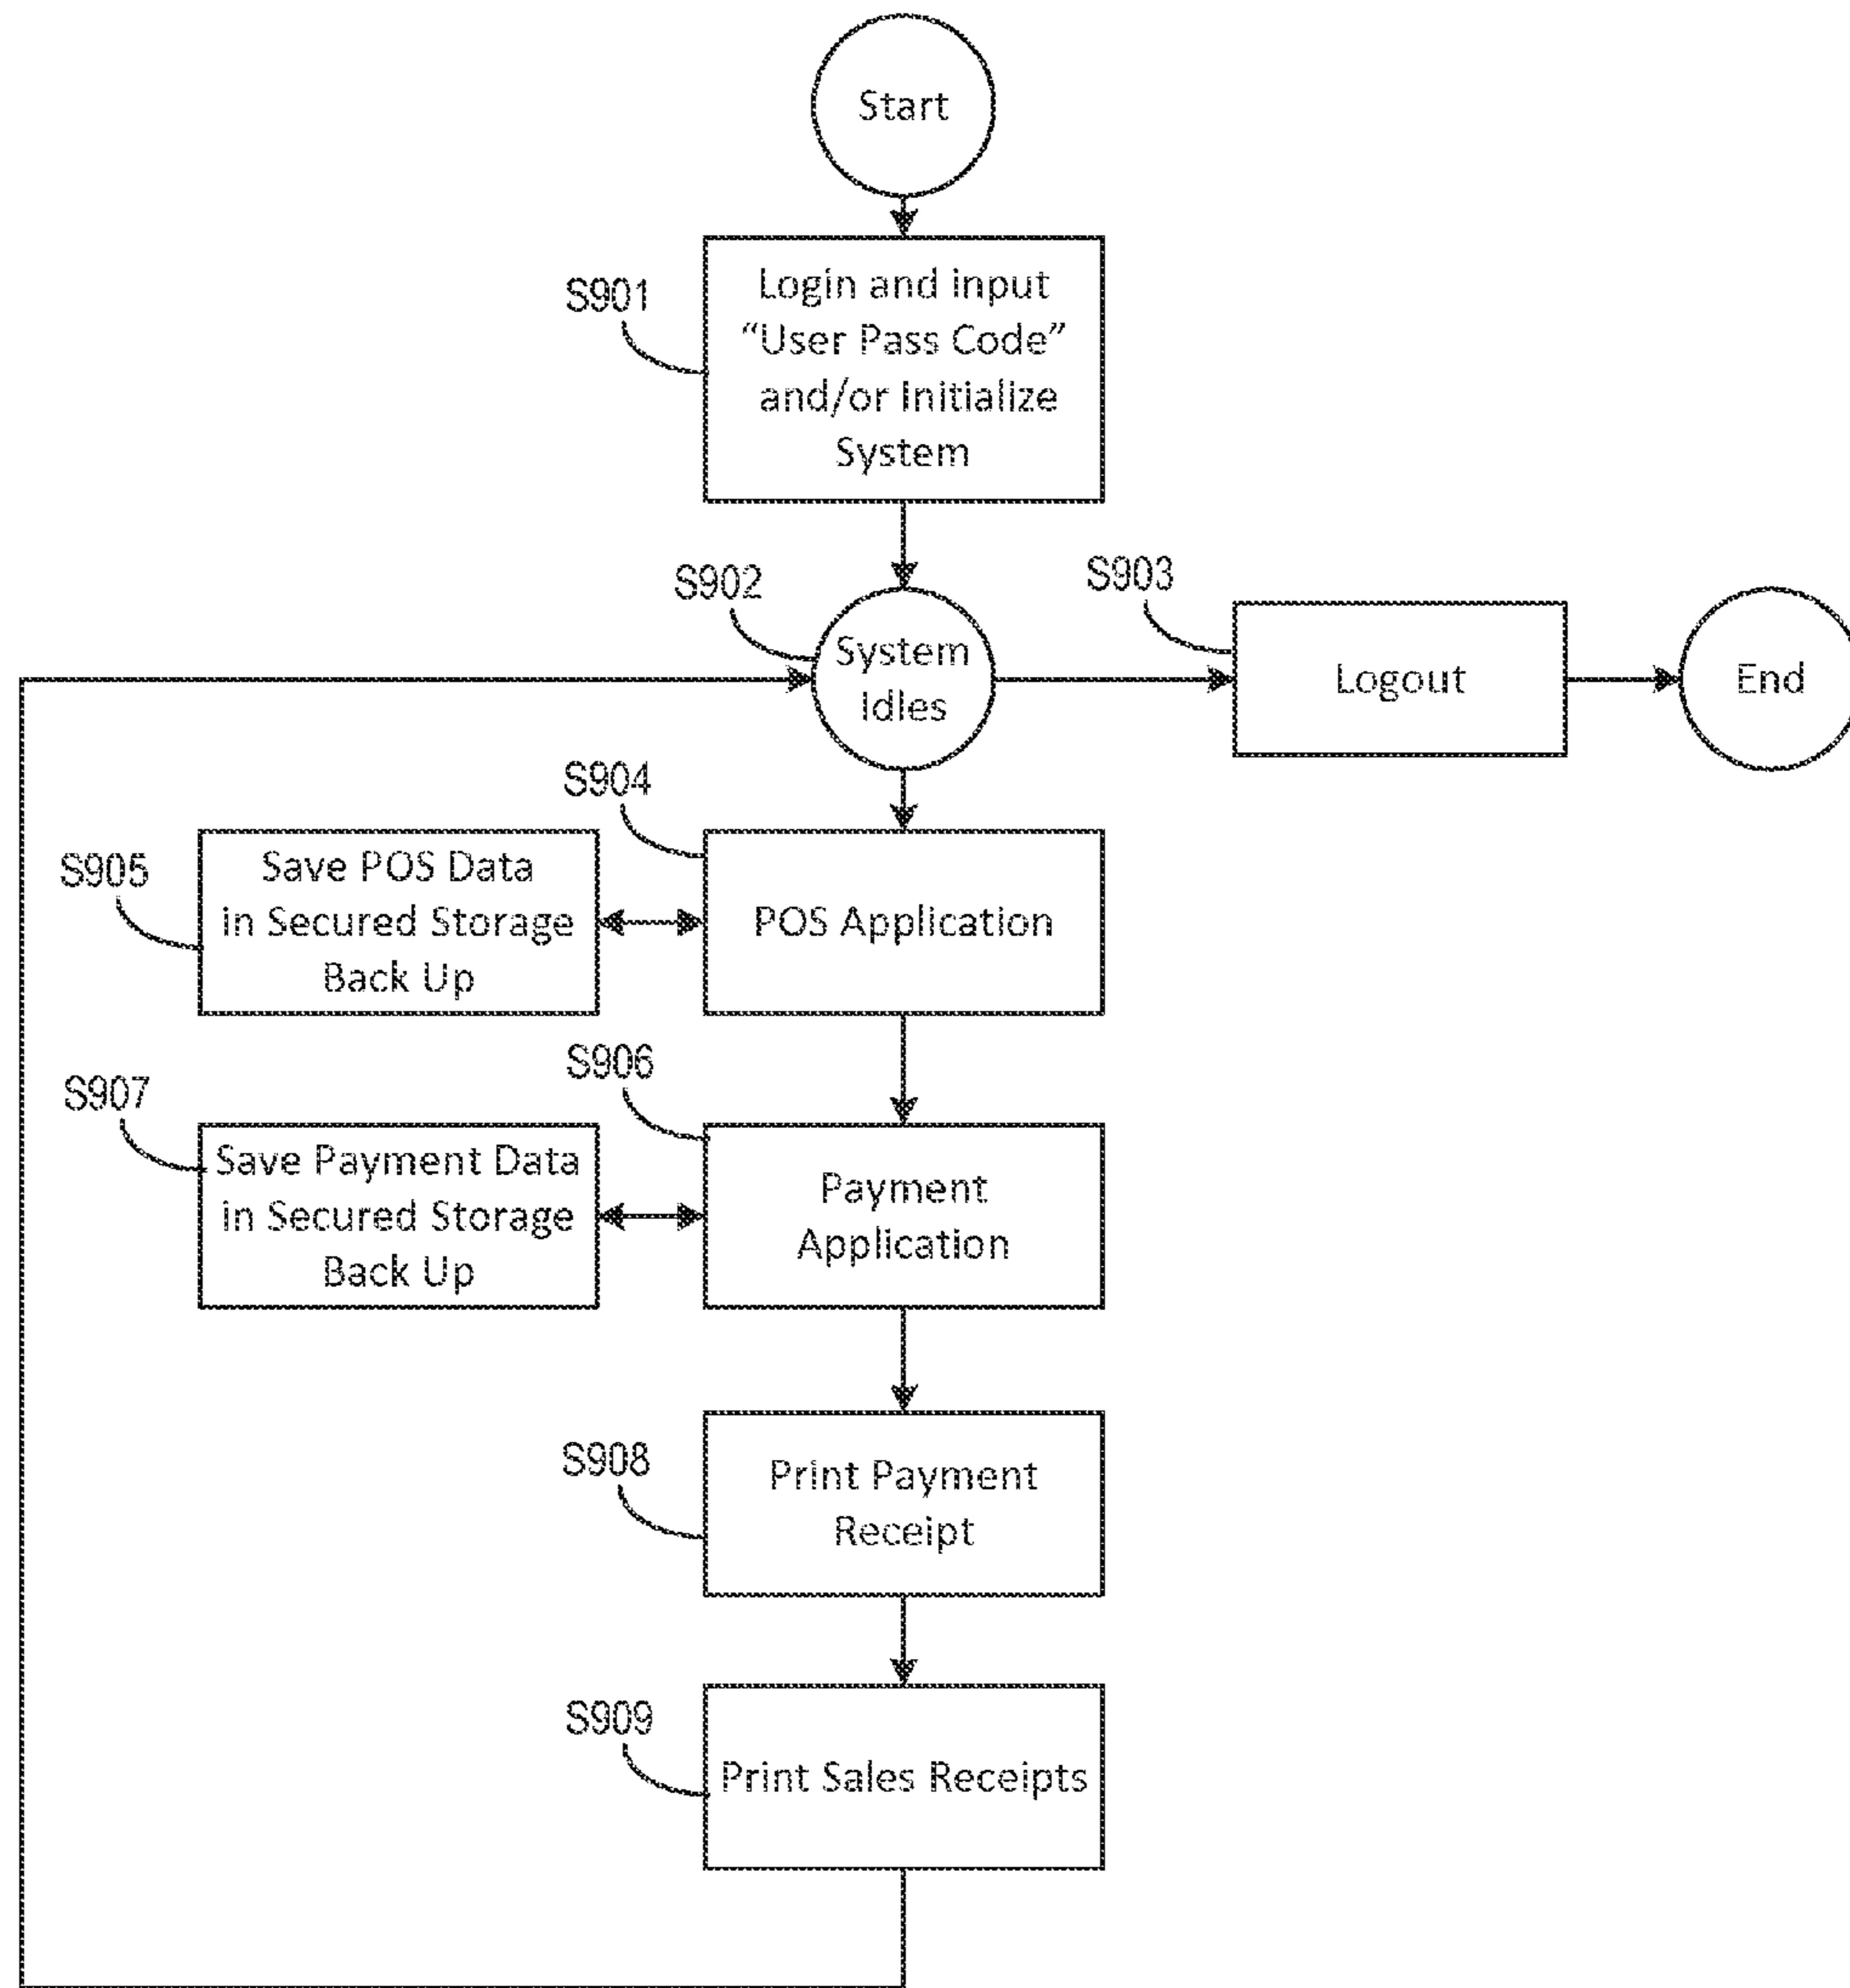 Start
S901
Login and input
“User Pass Code”
and/or Initialize
System
S902
System
Idles
S903
Logout
End
S904
POS Application
S905
Save POS Data
in Secured Storage
Back Up
S906
Payment
Application
S907
Save Payment Data
in Secured Storage
Back Up
S908
Print Payment
Receipt
S909
Print Sales Receipts